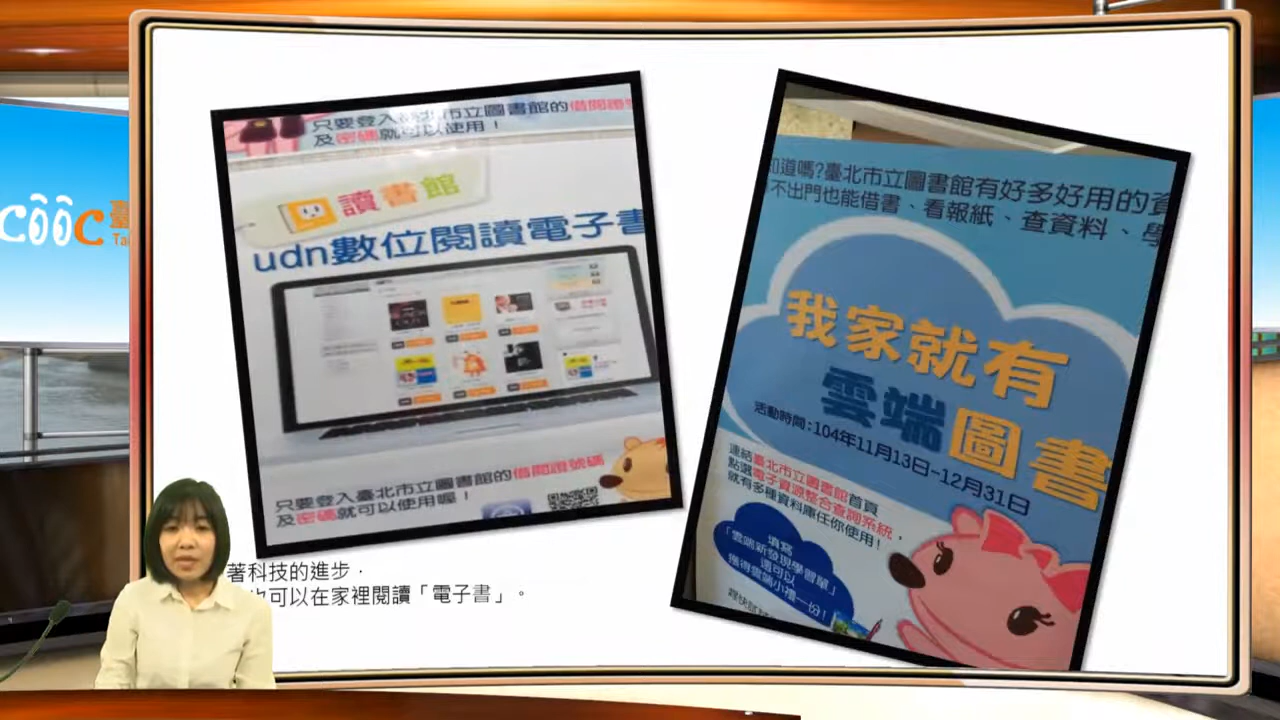 cooc
臺
Ta
只要登入臺北市立圖書館的借閱證
及密碼就可以使用！
讀書館
udn數位閱讀電子書
只要登入臺北市立圖書館的借閱證號碼
及密碼就可以使用喔！
知道嗎?臺北市立圖書館有好多好用的資
不出門也能借書、看報紙、查資料、學
我家就有
雲端圖書
活動時間：104年11月13日-12月31日
連結臺北市立圖書館首頁
點選電子資源整合查詢系統，
就有多種資料庫任你使用！
填寫
「雲端新發現學習單」
還可以
獲得雲端小禮一份！
著科技的進步，
也可以在家裡閱讀「電子書」。